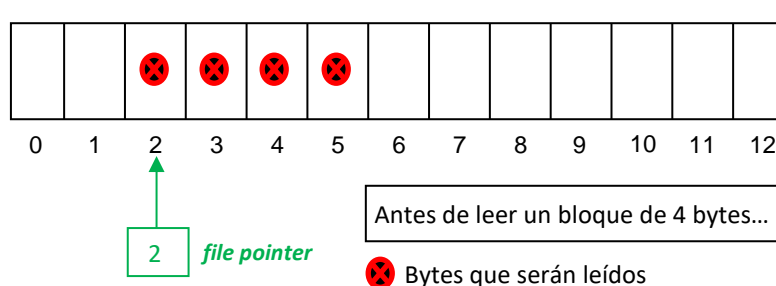 0 1 2 3 4 5 6 7 8 9 10 11 12
Antes de leer un bloque de 4 bytes…
2 file pointer
Bytes que serán leídos